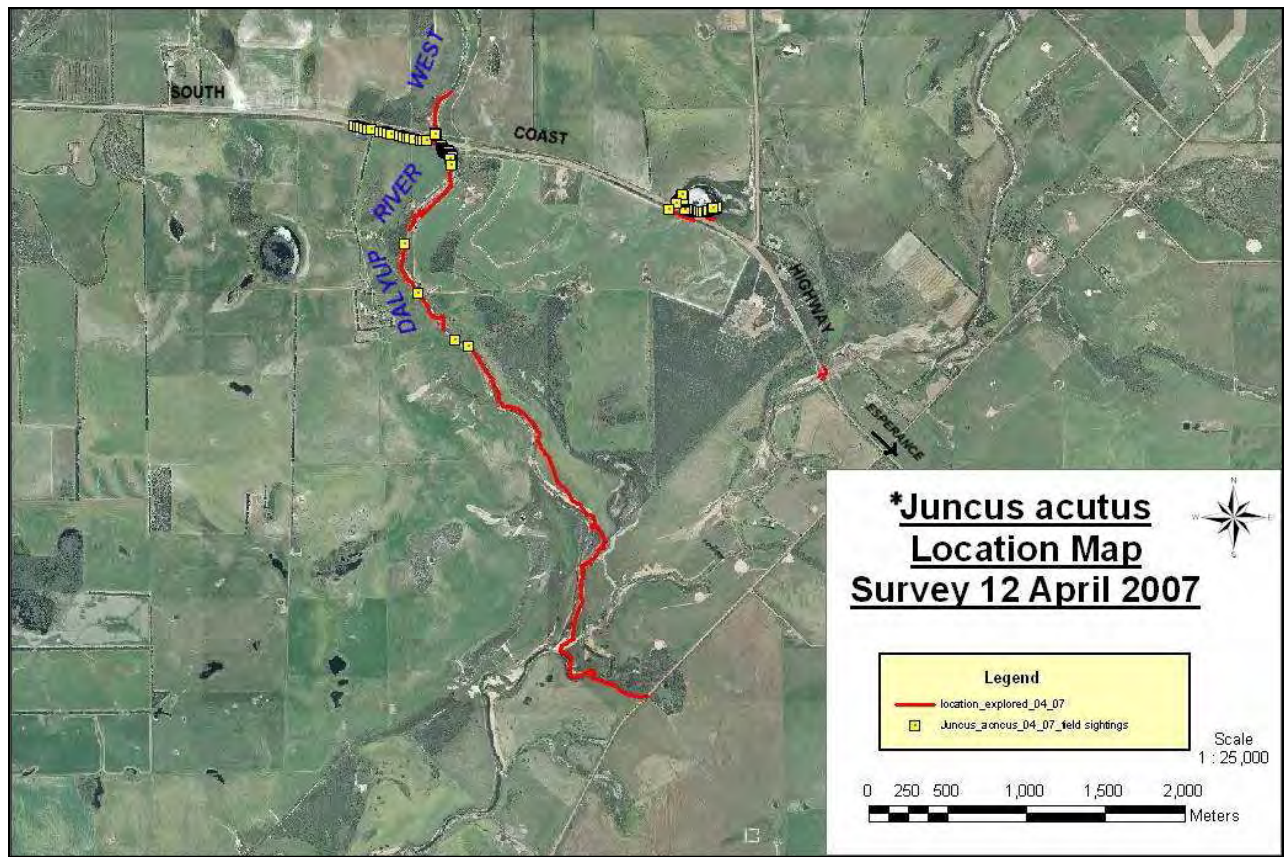 WEST
SOUTH
COAST
RIVER
DALYUP
HIGHWAY
ESPERANCE
*Juncus acutus
Location Map
Survey 12 April 2007
N
W
E
S
Legend
location_explored_04_07
Juncus_acncus_04_07_field sightings
Scale
1 : 25,000
0 250 500 1,000 1,500 2,000
Meters